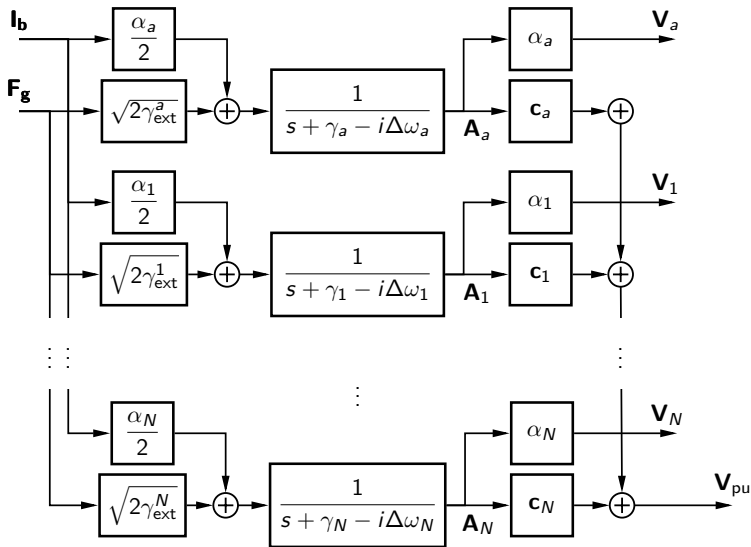 I_b
α_a/2
α_a
V_a
F_g
√(2γ_ext^a)
+
1/(s + γ_a − iΔω_a)
A_a
c_a
+
α_1/2
α_1
V_1
√(2γ_ext^1)
+
1/(s + γ_1 − iΔω_1)
A_1
c_1
+
⋮ ⋮ ⋮ ⋮
α_N/2
α_N
V_N
√(2γ_ext^N)
+
1/(s + γ_N − iΔω_N)
A_N
c_N
+
V_pu